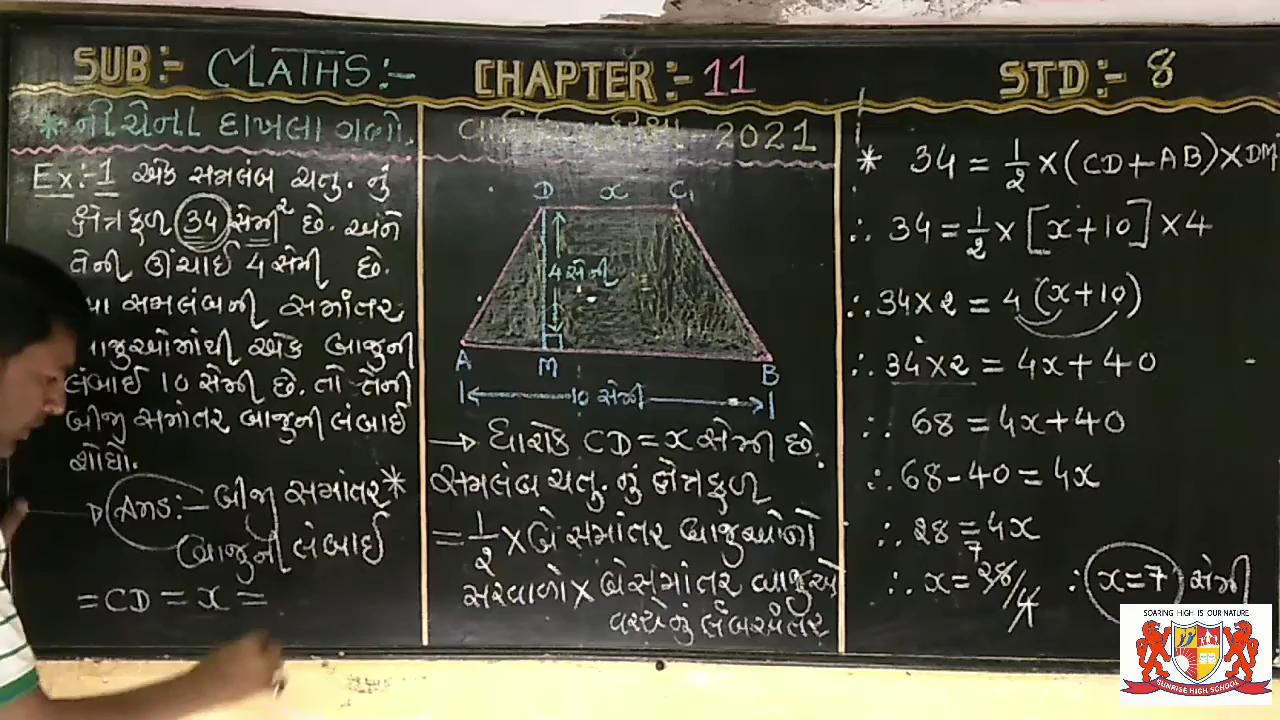 SUB:- MATHS:-
CHAPTER:- 11
STD:- 8
* નીચેના દાખલા ગણો.
Ex:-1 એક સમલંબ ચતુ. નું
ક્ષેત્રફળ 34 સેમી² છે. અને
તેની ઊંચાઈ 4 સેમી છે.
સમલંબની સમાંતર
બાજુઓમાંથી એક બાજુની
લંબાઈ 10 સેમી છે. તો તેની
બીજી સમાંતર બાજુની લંબાઈ
શોધો.
Ans:- બીજી સમાંતર*
બાજુની લંબાઈ
= CD = x =
2021
D x C
4 સેમી
A M B
10 સેમી
→ ધારોકે CD = x સેમી છે.
સમલંબ ચતુ. નું ક્ષેત્રફળ
= 1/2 × બે સમાંતર બાજુઓનો
સરવાળો × બે સમાંતર બાજુઓ
વચ્ચેનું લંબઅંતર
* 34 = 1/2 × (CD + AB) × DM
∴ 34 = 1/2 × [x + 10] × 4
∴ 34 × 2 = 4 (x + 10)
∴ 34 × 2 = 4x + 40
∴ 68 = 4x + 40
∴ 68 - 40 = 4x
∴ 28 = 4x
∴ x = 28/4 7 ∴ x = 7 સેમી
SOARING HIGH IS OUR NATURE
SUNRISE HIGH SCHOOL